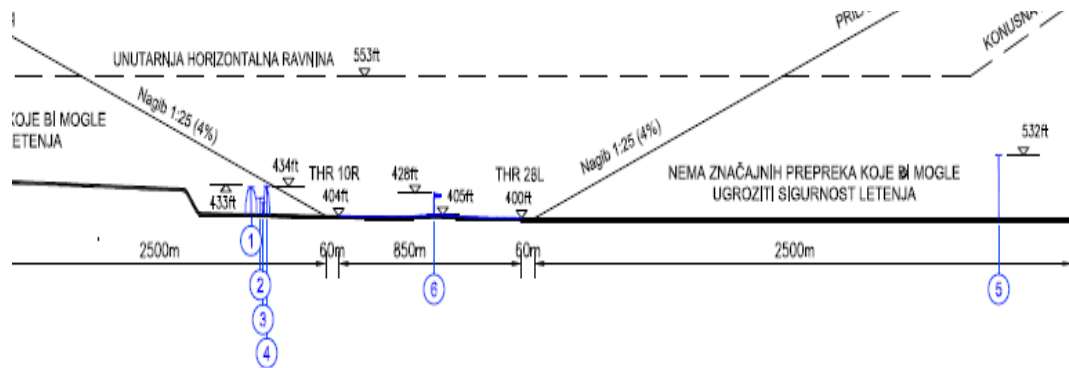 UNUTARNJA HORIZONTALNA RAVNINA
553ft
KONUSNA
KOJE BI MOGLE
LETENJA
Nagib 1:25 (4%)
Nagib 1:25 (4%)
532ft
433ft
434ft
THR 10R
404ft
428ft
405ft
THR 28L
400ft
NEMA ZNAČAJNIH PREPREKA KOJE BI MOGLE
UGROZITI SIGURNOST LETENJA
2500m
60m
850m
60m
2500m
1
2
3
4
6
5